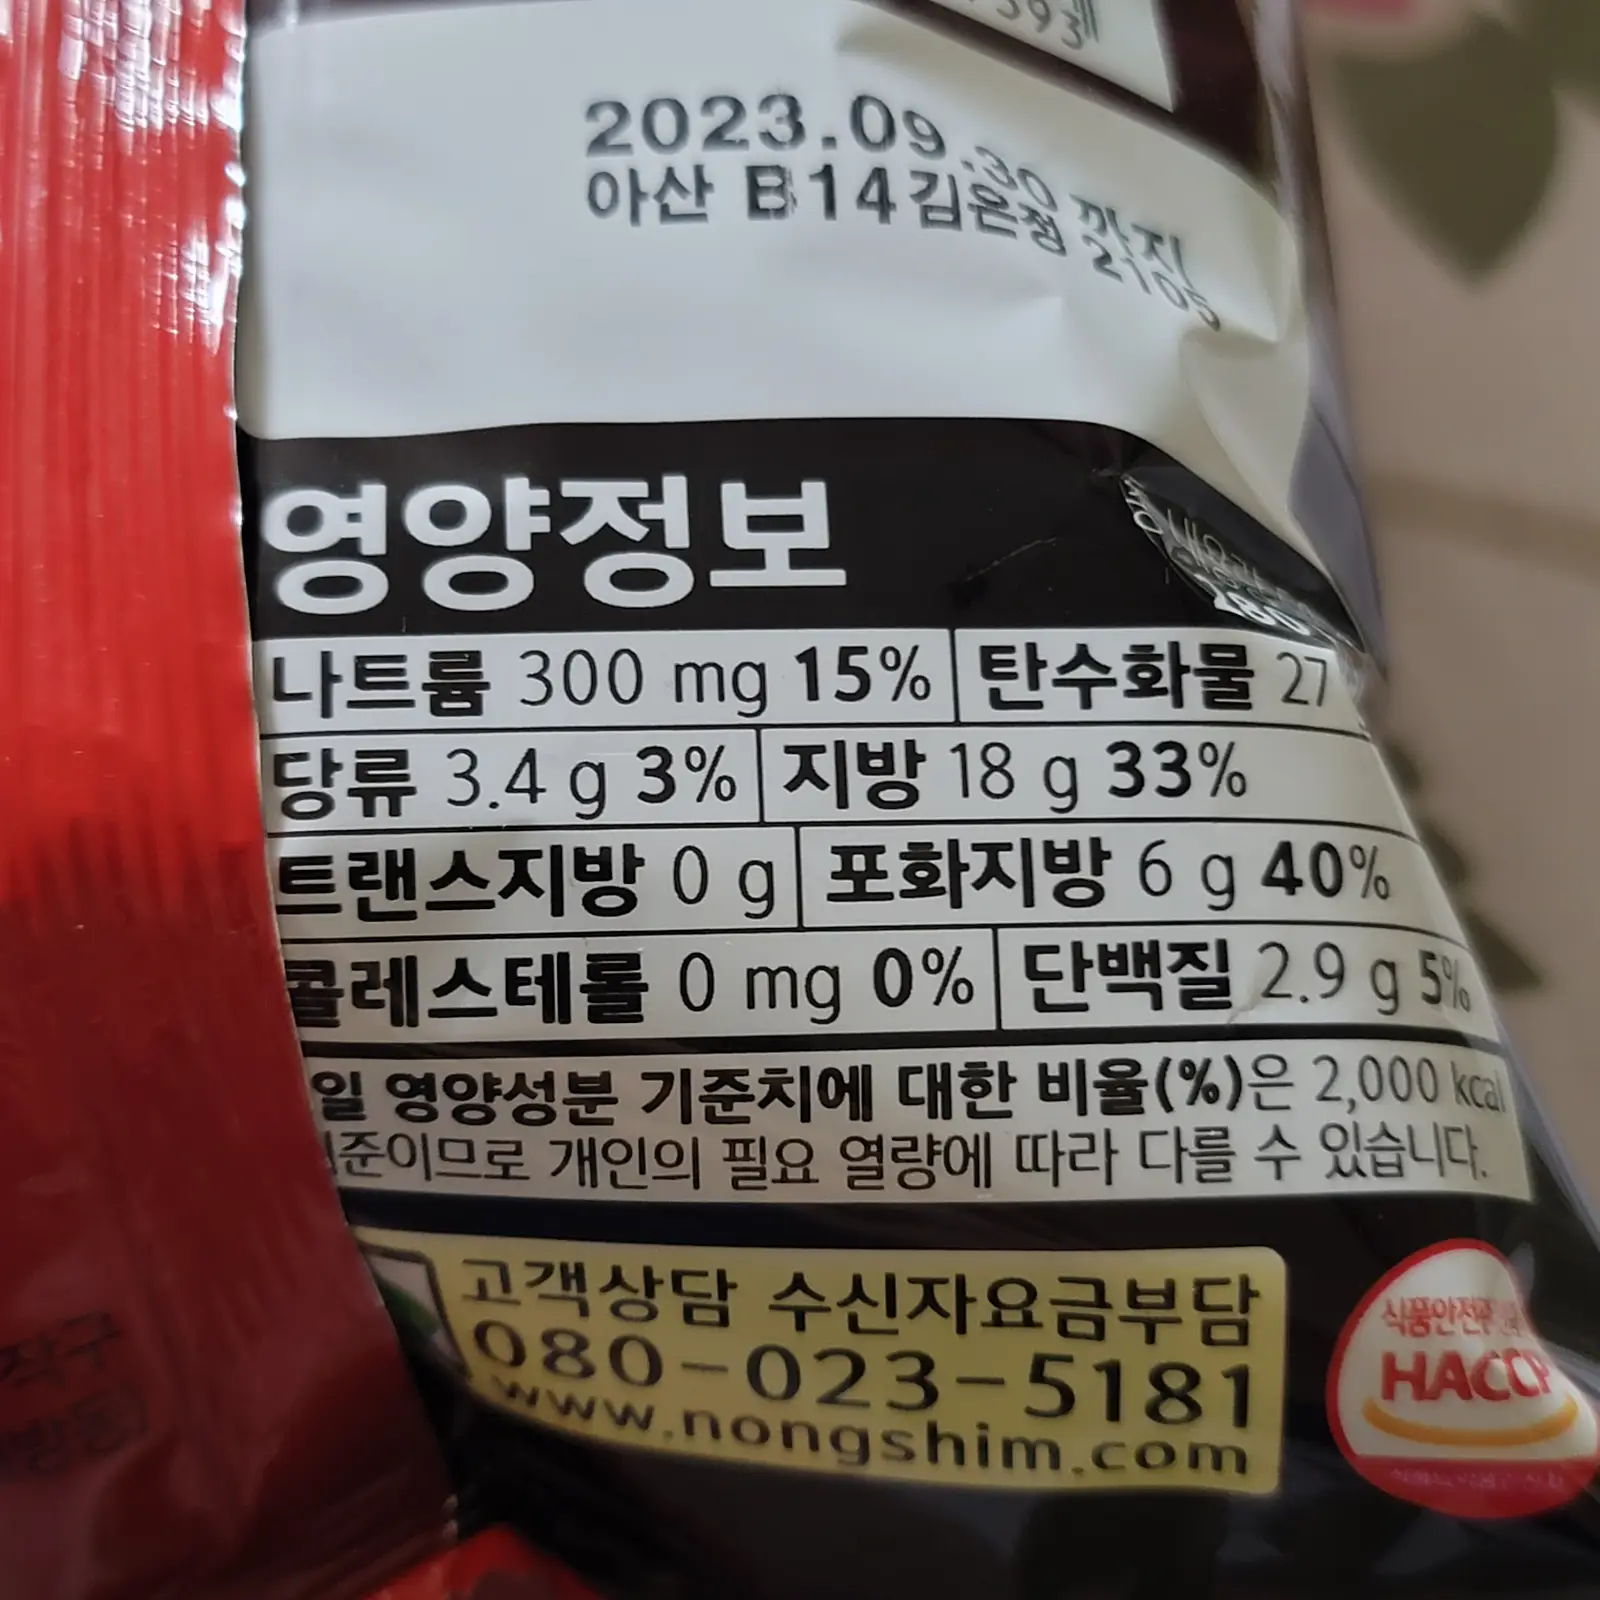 2023.09.30 까지
아산 B14김은정 2105
영양정보
나트륨 300 mg 15% 탄수화물 27
당류 3.4 g 3% 지방 18 g 33%
트랜스지방 0 g 포화지방 6 g 40%
콜레스테롤 0 mg 0% 단백질 2.9 g 5%
일 영양성분 기준치에 대한 비율(%)은 2,000 kcal
기준이므로 개인의 필요 열량에 따라 다를 수 있습니다.
고객상담 수신자요금부담
080-023-5181
www.nongshim.com
HACCP